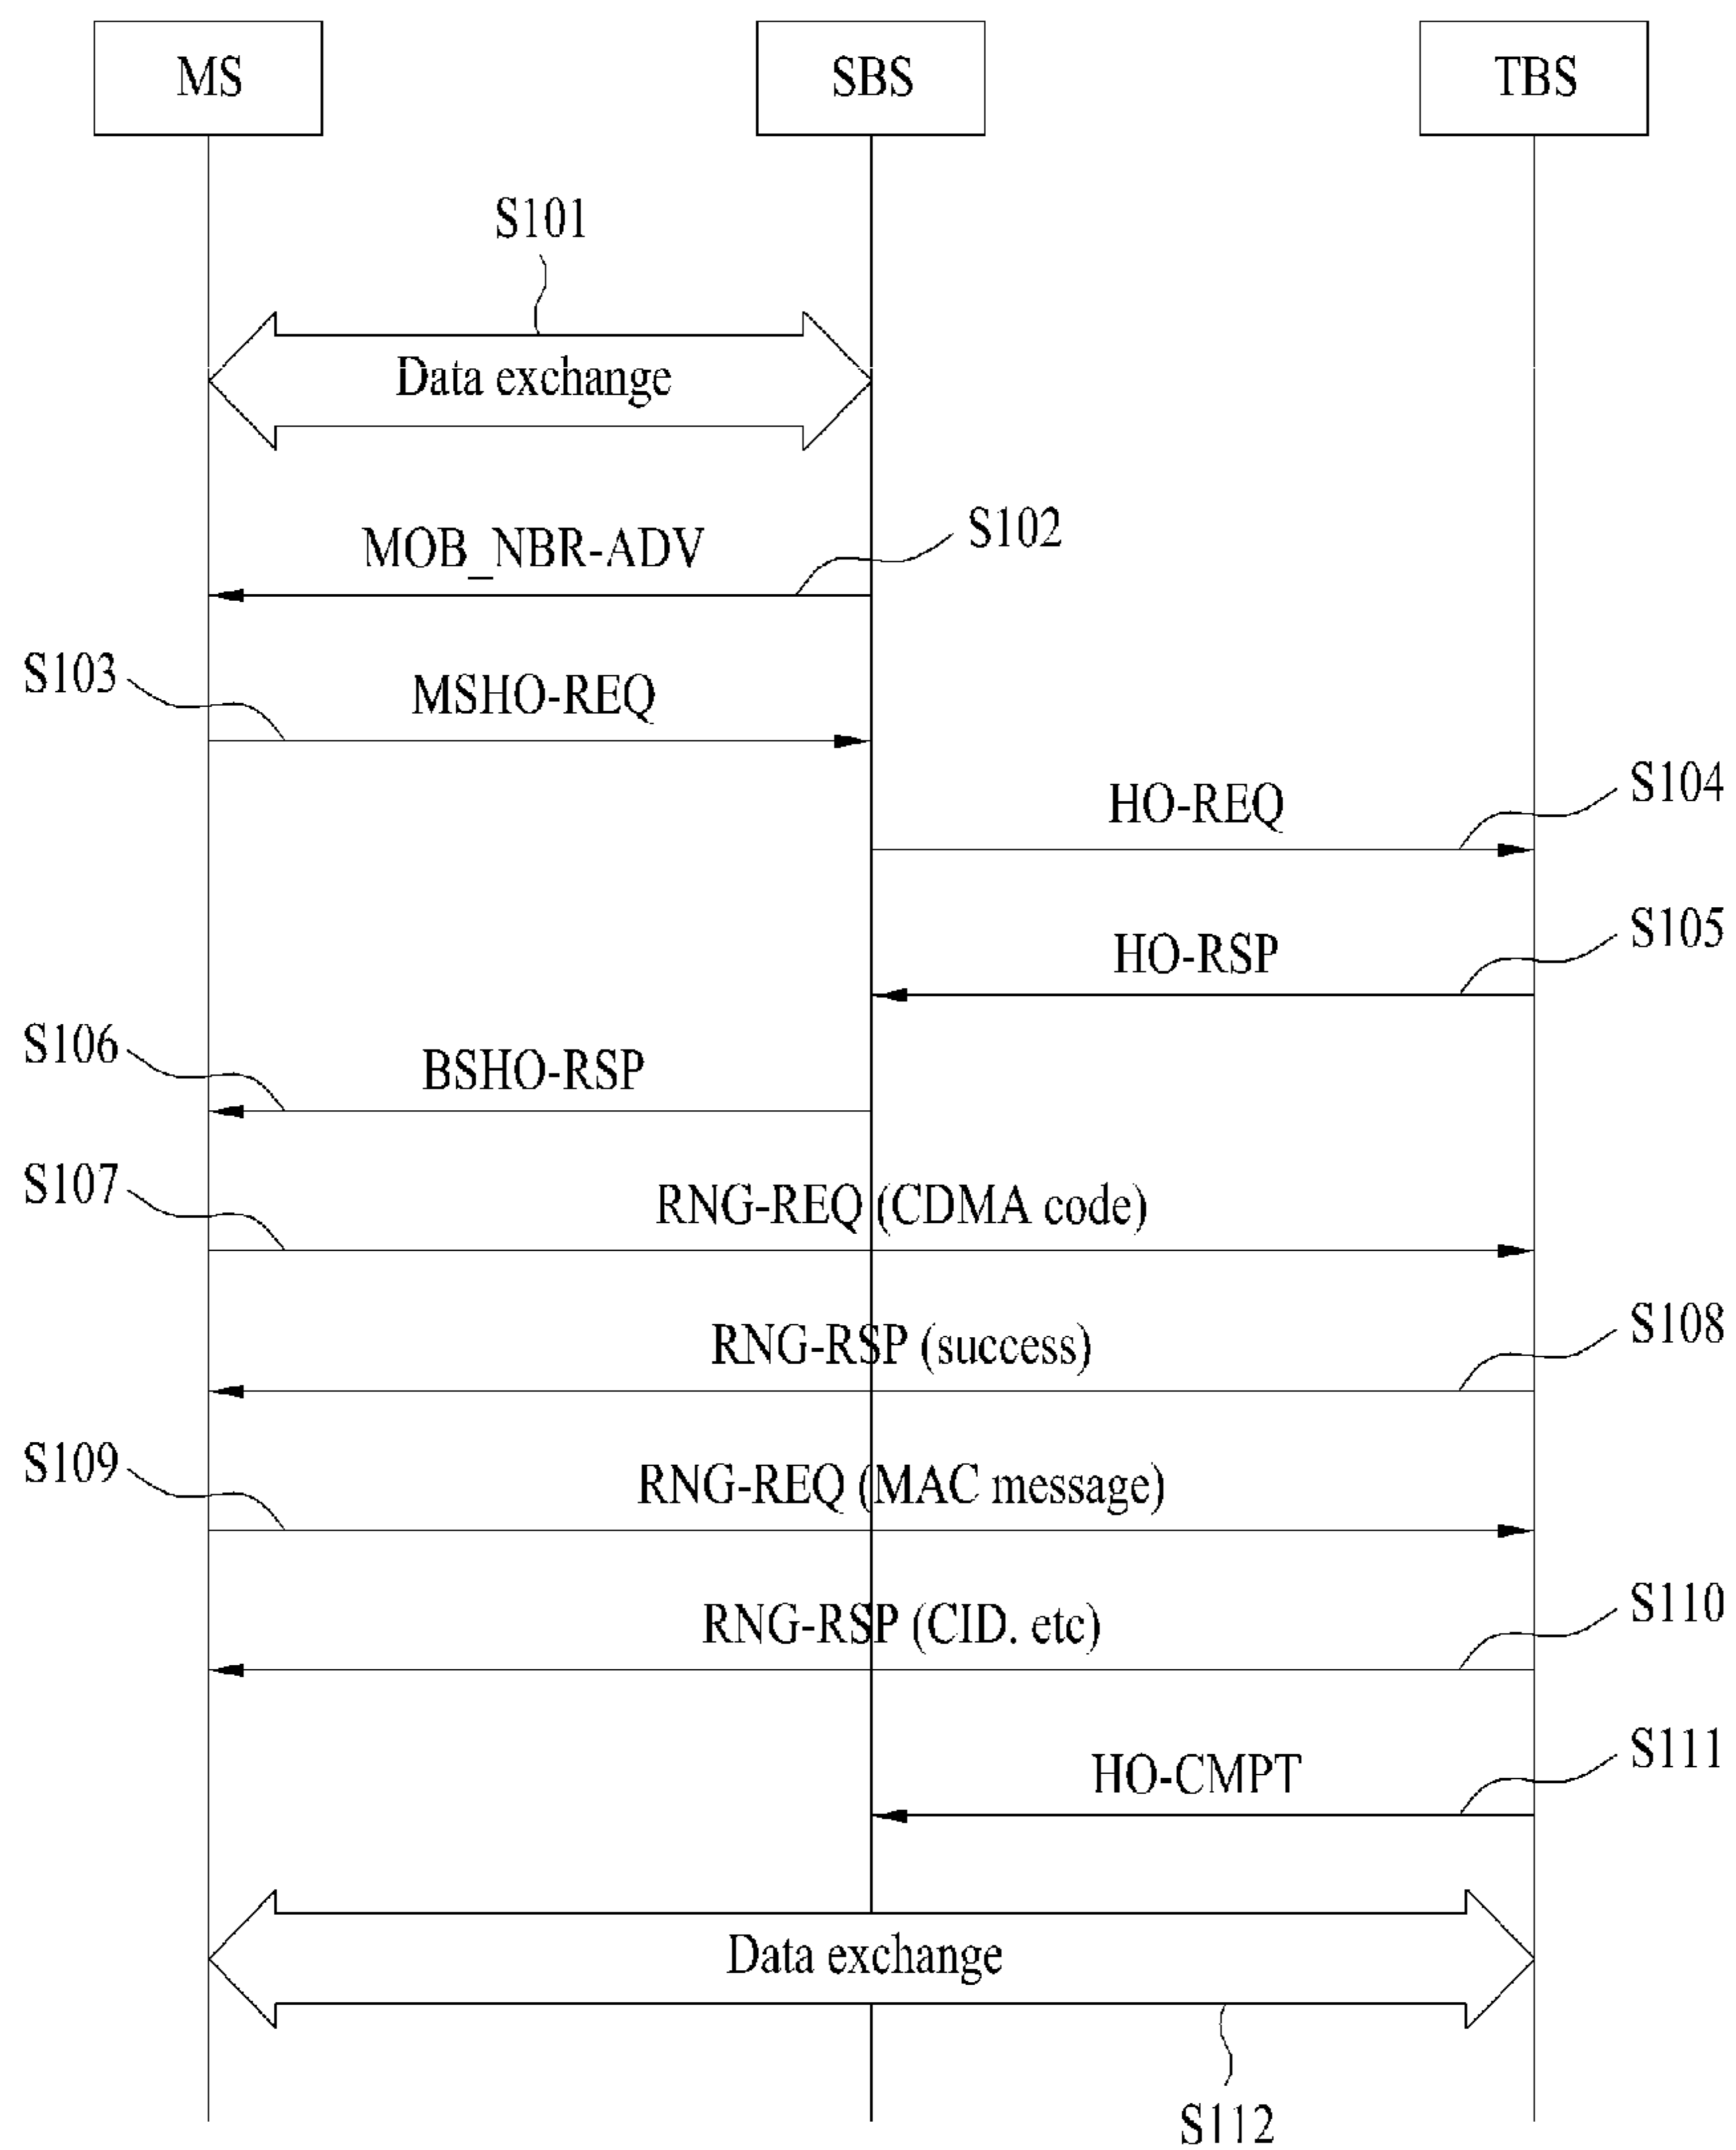 MS
SBS
TBS
S101
Data exchange
MOB_NBR-ADV
S102
S103
MSHO-REQ
HO-REQ
S104
HO-RSP
S105
S106
BSHO-RSP
S107
RNG-REQ (CDMA code)
RNG-RSP (success)
S108
S109
RNG-REQ (MAC message)
RNG-RSP (CID. etc)
S110
HO-CMPT
S111
Data exchange
S112